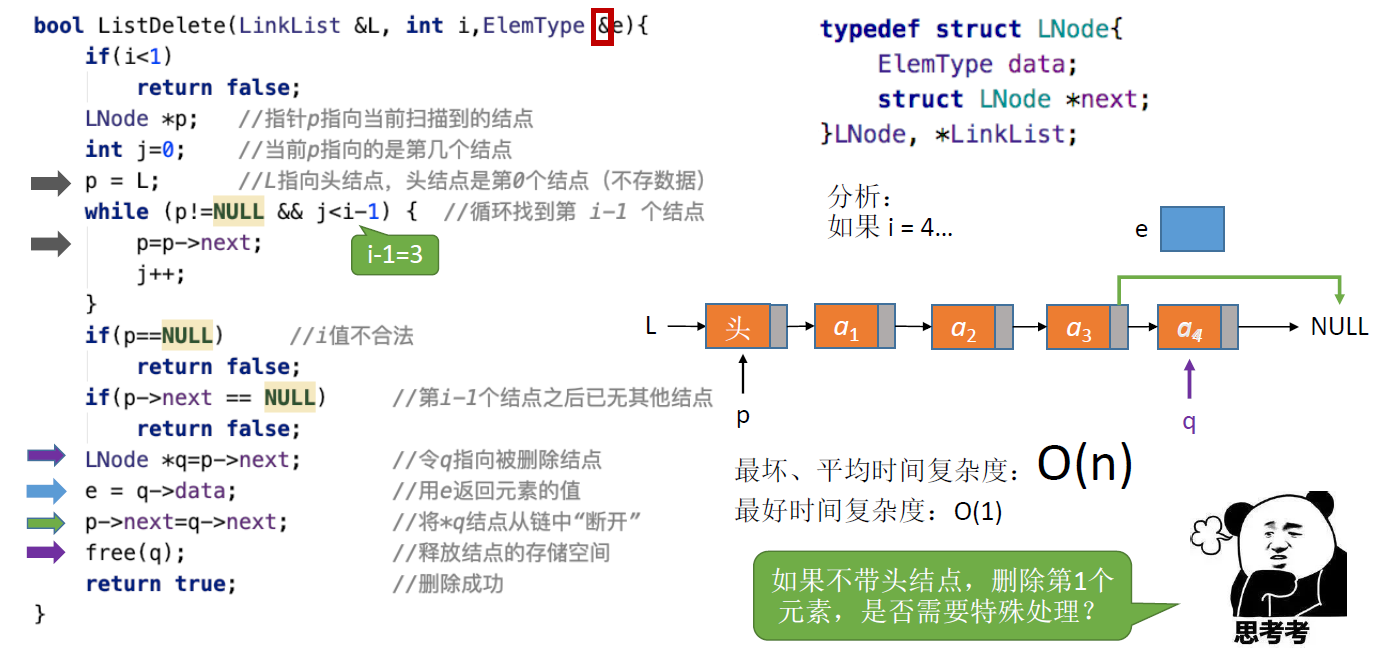 bool ListDelete(LinkList &L, int i,ElemType &e){
if(i<1)
return false;
LNode *p; //指针p指向当前扫描到的结点
int j=0; //当前p指向的是第几个结点
p = L; //L指向头结点，头结点是第0个结点（不存数据）
while (p!=NULL && j<i-1) { //循环找到第 i-1 个结点
p=p->next;
i-1=3
j++;
}
if(p==NULL) //i值不合法
return false;
if(p->next == NULL) //第i-1个结点之后已无其他结点
return false;
LNode *q=p->next; //令q指向被删除结点
e = q->data; //用e返回元素的值
p->next=q->next; //将*q结点从链中“断开”
free(q); //释放结点的存储空间
return true; //删除成功
}
typedef struct LNode{
ElemType data;
struct LNode *next;
}LNode, *LinkList;
分析：
如果 i = 4…
e
L 头 a1 a2 a3 a4 NULL
p
q
最坏、平均时间复杂度：O(n)
最好时间复杂度：O(1)
如果不带头结点，删除第1个
元素，是否需要特殊处理？
思考考